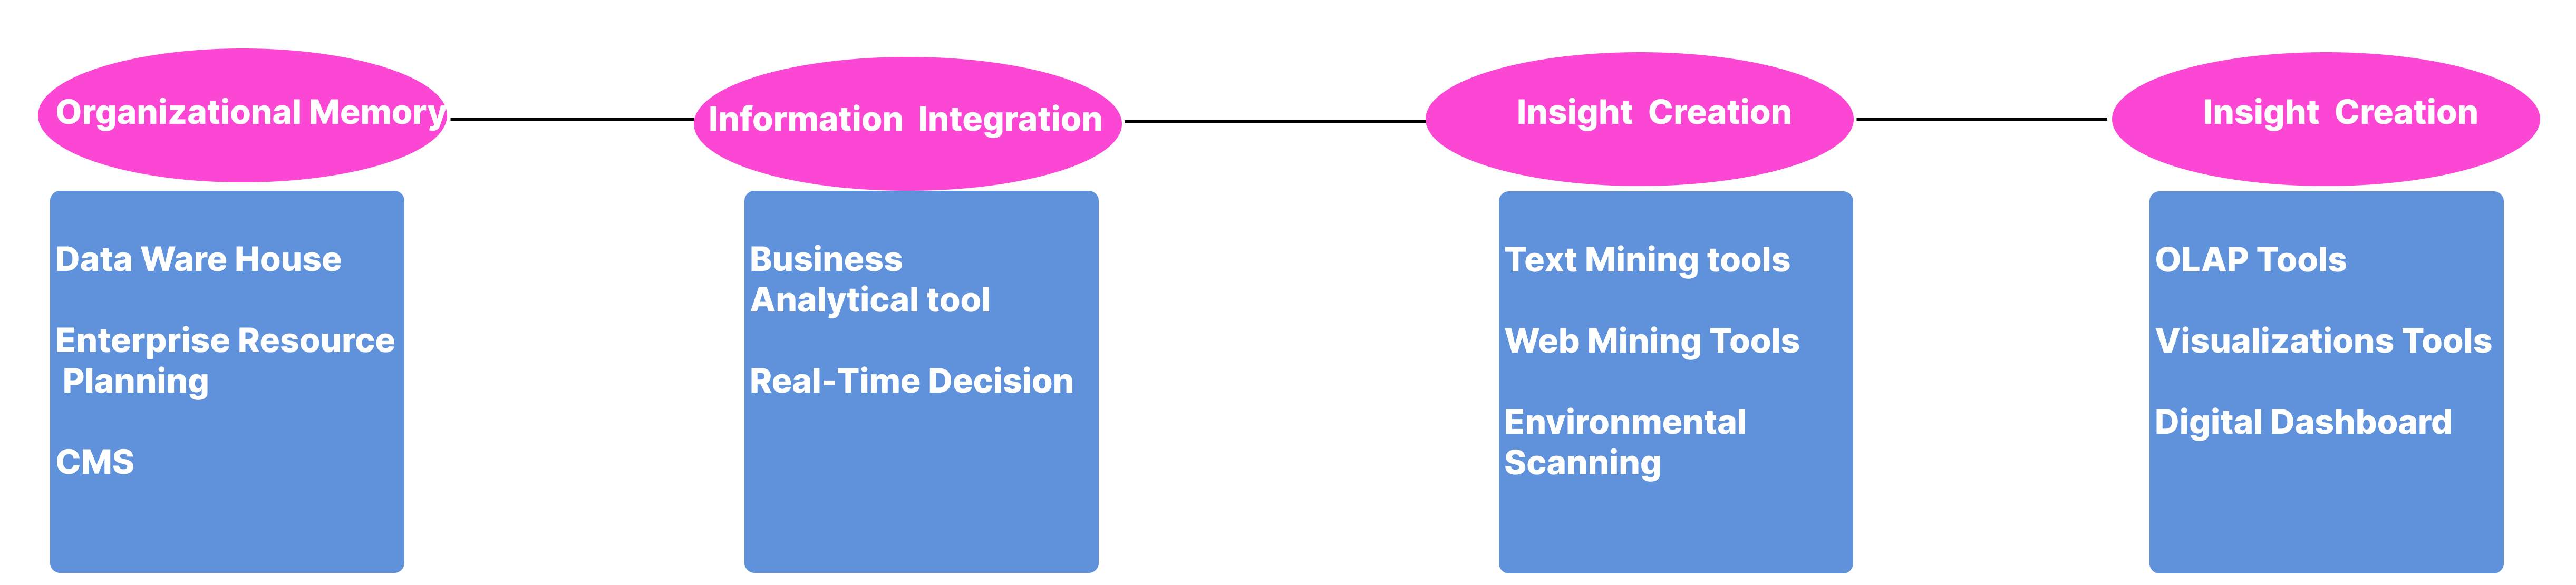 Organizational Memory
Information Integration
Insight Creation
Insight Creation
Data Ware House
Enterprise Resource
Planning
CMS
Business
Analytical tool
Real-Time Decision
Text Mining tools
Web Mining Tools
Environmental
Scanning
OLAP Tools
Visualizations Tools
Digital Dashboard